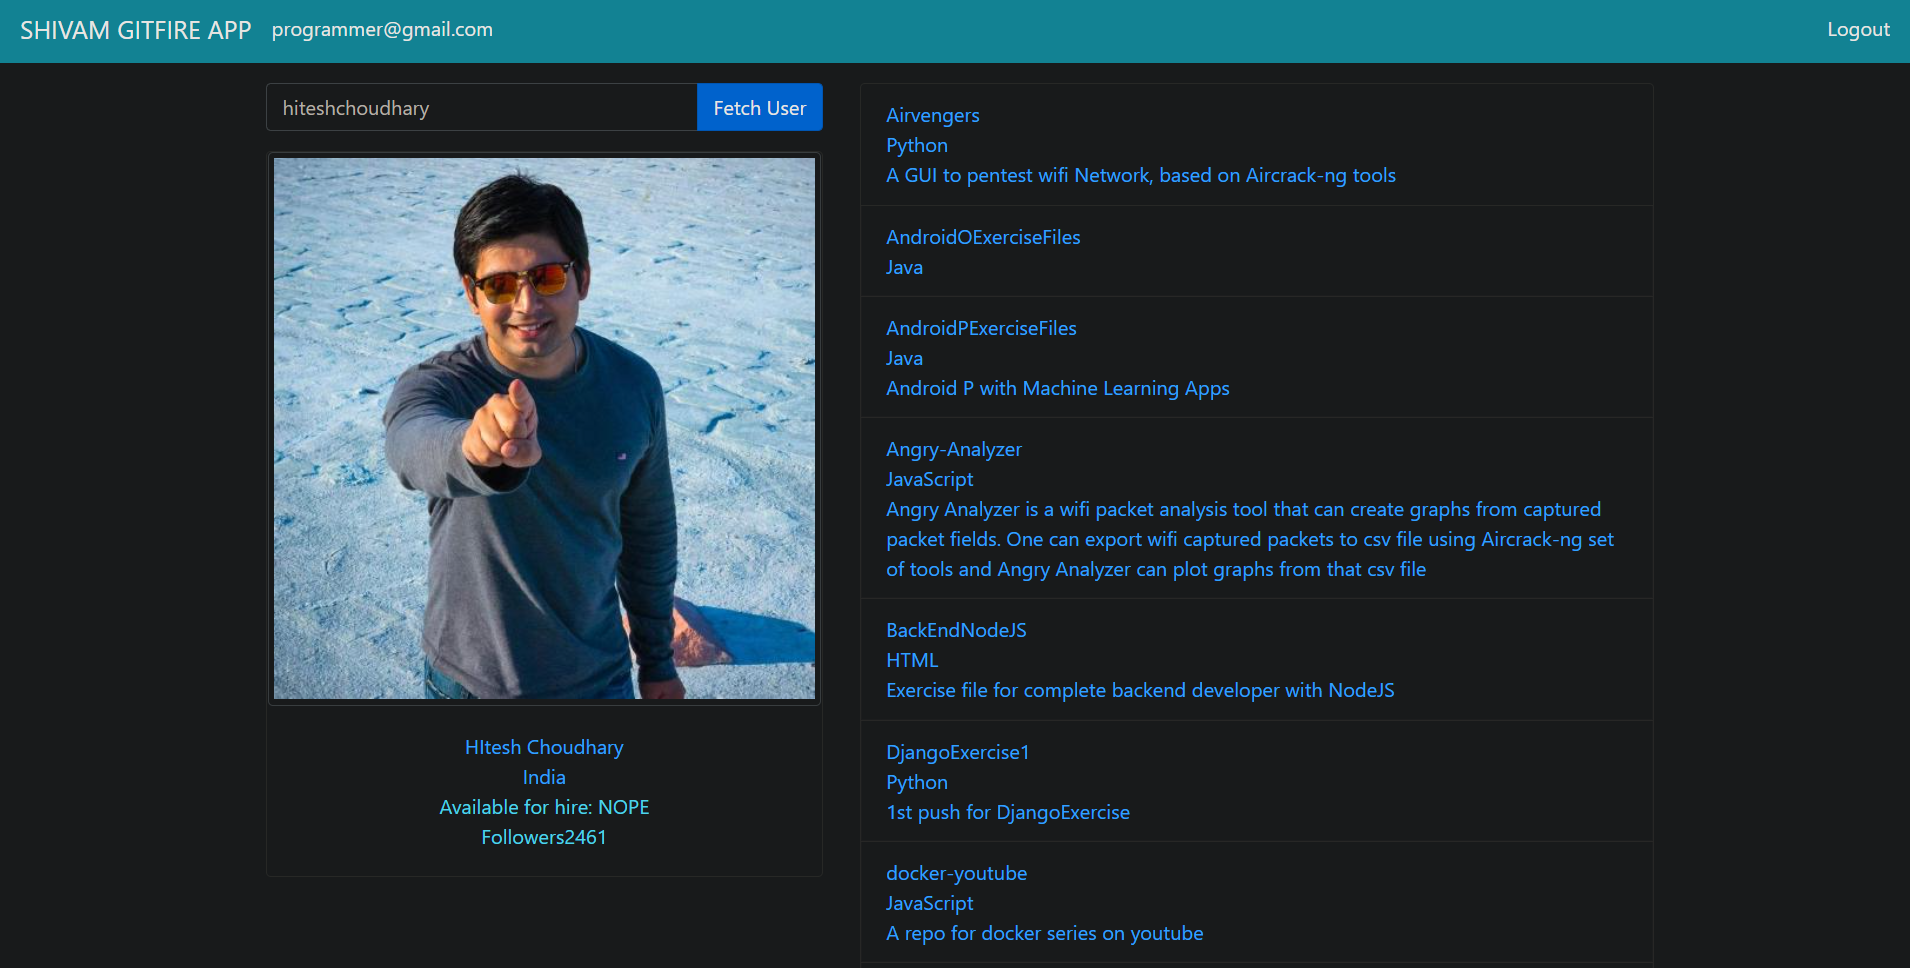 SHIVAM GITFIRE APP programmer@gmail.com Logout
hiteshchoudhary Fetch User
HItesh Choudhary
India
Available for hire: NOPE
Followers2461
Airvengers
Python
A GUI to pentest wifi Network, based on Aircrack-ng tools
AndroidOExerciseFiles
Java
AndroidPExerciseFiles
Java
Android P with Machine Learning Apps
Angry-Analyzer
JavaScript
Angry Analyzer is a wifi packet analysis tool that can create graphs from captured
packet fields. One can export wifi captured packets to csv file using Aircrack-ng set
of tools and Angry Analyzer can plot graphs from that csv file
BackEndNodeJS
HTML
Exercise file for complete backend developer with NodeJS
DjangoExercise1
Python
1st push for DjangoExercise
docker-youtube
JavaScript
A repo for docker series on youtube